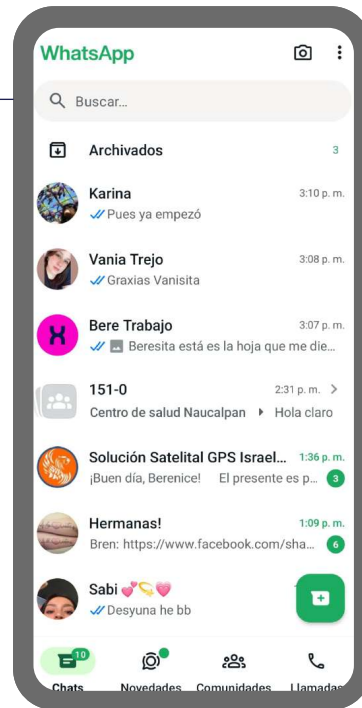 WhatsApp
Buscar...
Archivados 3
Karina 3:10 p. m.
Pues ya empezó
Vania Trejo 3:08 p. m.
Graxias Vanisita
Bere Trabajo 3:07 p. m.
Beresita está es la hoja que me die...
151-0 2:31 p. m.
Centro de salud Naucalpan Hola claro
Solución Satelital GPS Israel... 1:36 p. m.
¡Buen día, Berenice! El presente es p... 3
Hermanas! 1:09 p. m.
Bren: https://www.facebook.com/sha... 6
Sabi 💕💫💗
Desyuna he bb
10
Chats Novedades Comunidades Llamadas